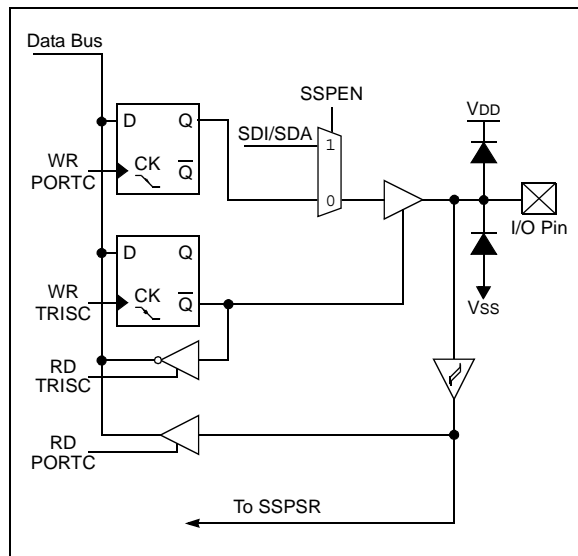 Data Bus
SSPEN
VDD
SDI/SDA
D
Q
1
WR
PORTC
CK
Q
0
I/O Pin
D
Q
VSS
WR
TRISC
CK
Q
RD
TRISC
RD
PORTC
To SSPSR